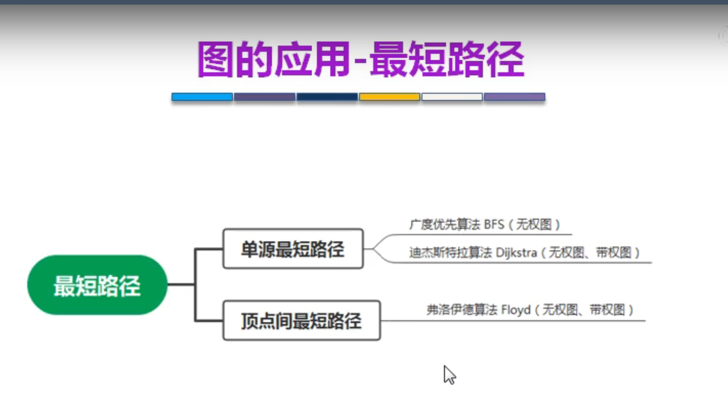 图的应用-最短路径
最短路径
单源最短路径
广度优先算法 BFS（无权图）
迪杰斯特拉算法 Dijkstra（无权图、带权图）
顶点间最短路径
弗洛伊德算法 Floyd（无权图、带权图）